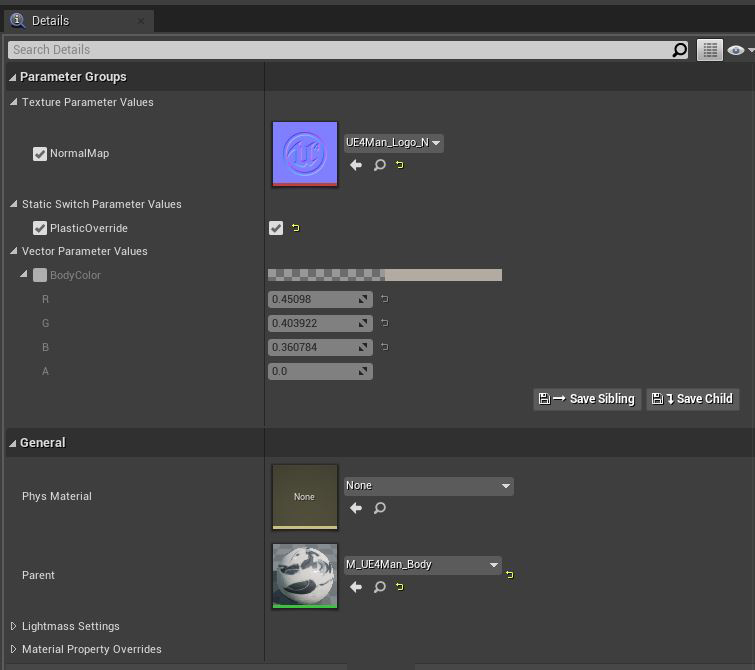 Details
Search Details
Parameter Groups
Texture Parameter Values
NormalMap
UE4Man_Logo_N
Static Switch Parameter Values
PlasticOverride
Vector Parameter Values
BodyColor
R
0.45098
G
0.403922
B
0.360784
A
0.0
Save Sibling
Save Child
General
Phys Material
None
None
Parent
M_UE4Man_Body
Lightmass Settings
Material Property Overrides